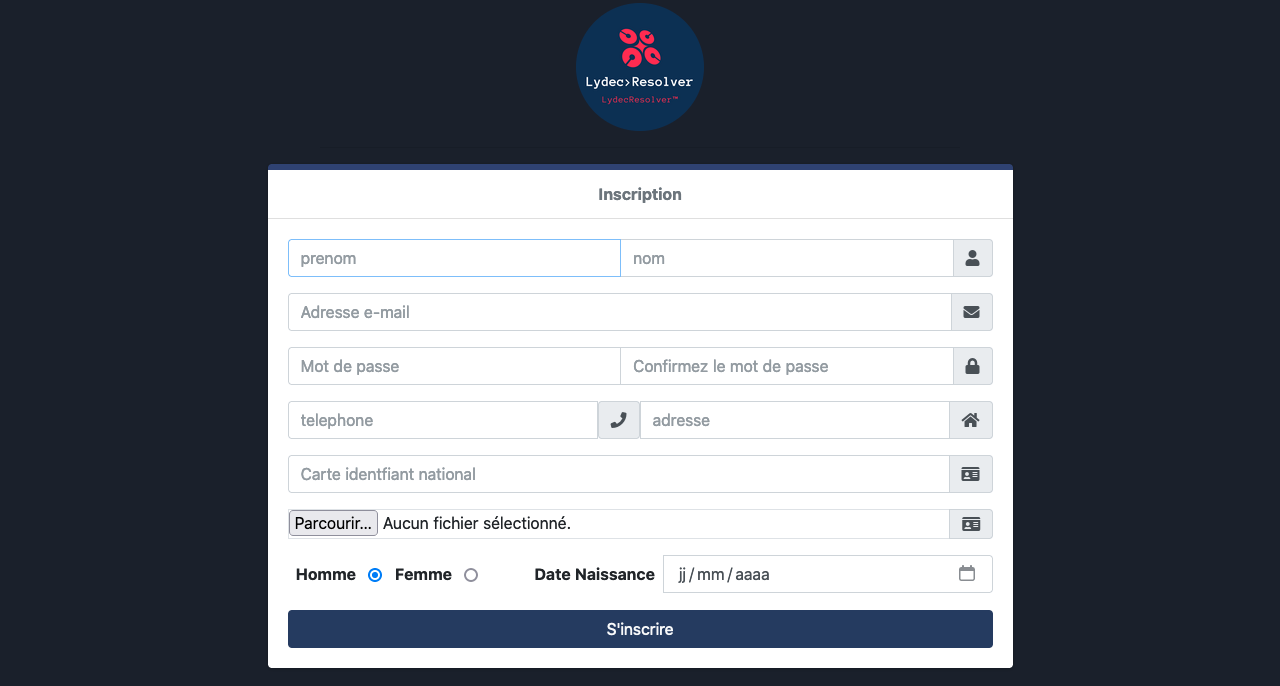 Lydec>Resolver
LydecResolver™
Inscription
prenom nom
Adresse e-mail
Mot de passe Confirmez le mot de passe
telephone adresse
Carte identfiant national
Parcourir... Aucun fichier sélectionné.
Homme Femme Date Naissance jj/mm/aaaa
S'inscrire